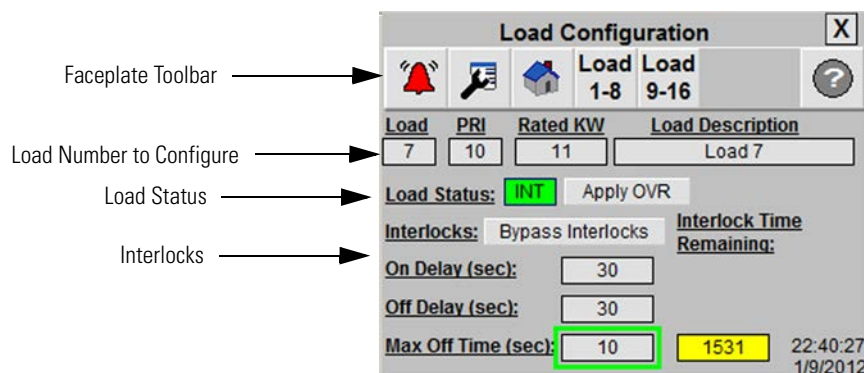 Load Configuration X
Faceplate Toolbar
Load 1-8 Load 9-16 ?
Load PRI Rated KW Load Description
Load Number to Configure
7 10 11 Load 7
Load Status
Load Status: INT Apply OVR
Interlocks
Interlocks: Bypass Interlocks Interlock Time Remaining:
On Delay (sec): 30
Off Delay (sec): 30
Max Off Time (sec): 10 1531 22:40:27
1/9/2012